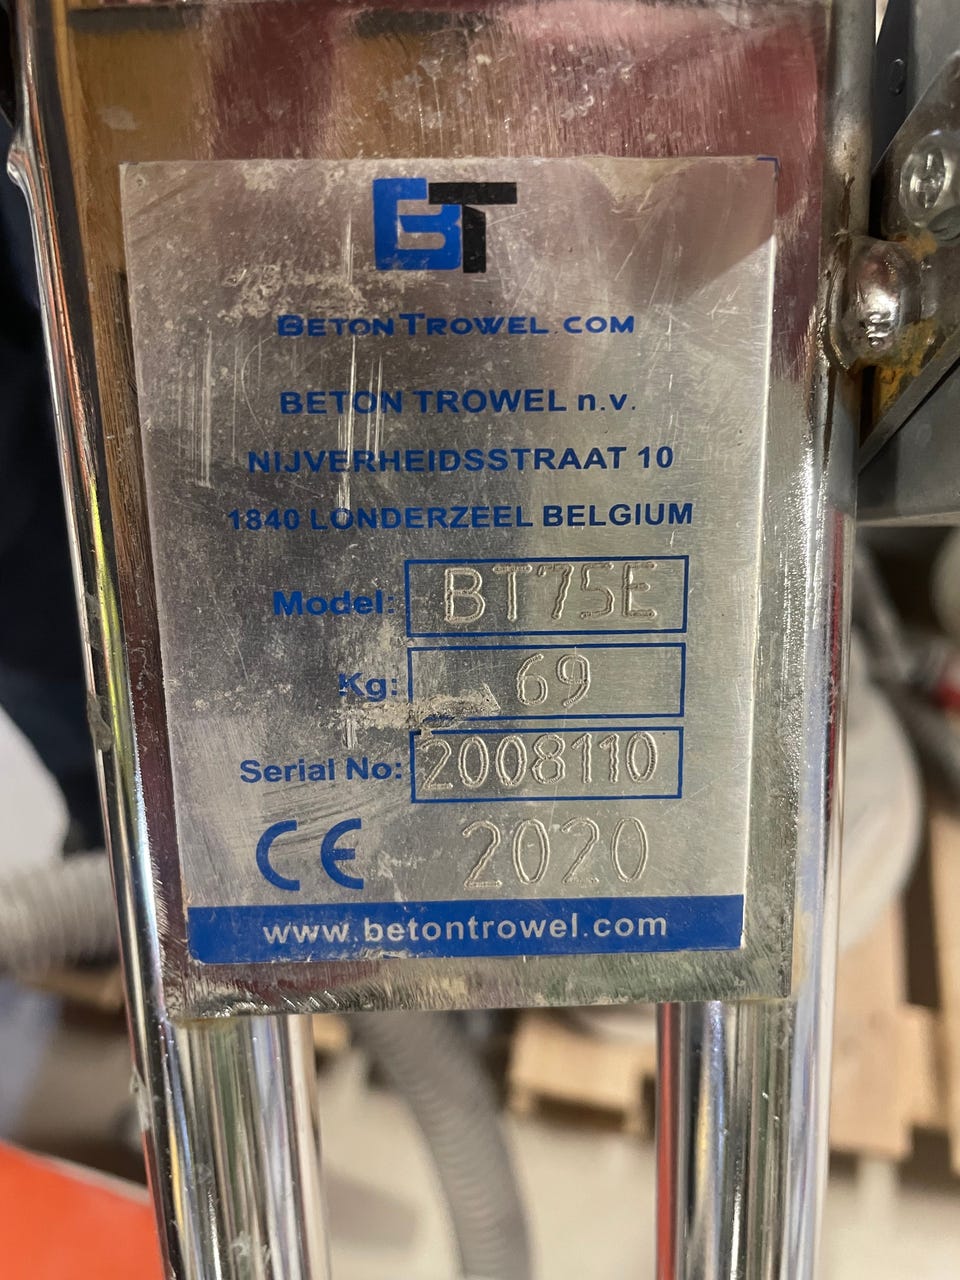 BT
BETONTROWEL.COM
BETON TROWEL n.v.
NIJVERHEIDSSTRAAT 10
1840 LONDERZEEL BELGIUM
Model: BT75E
Kg: 69
Serial No: 2008110
CE 2020
www.betontrowel.com